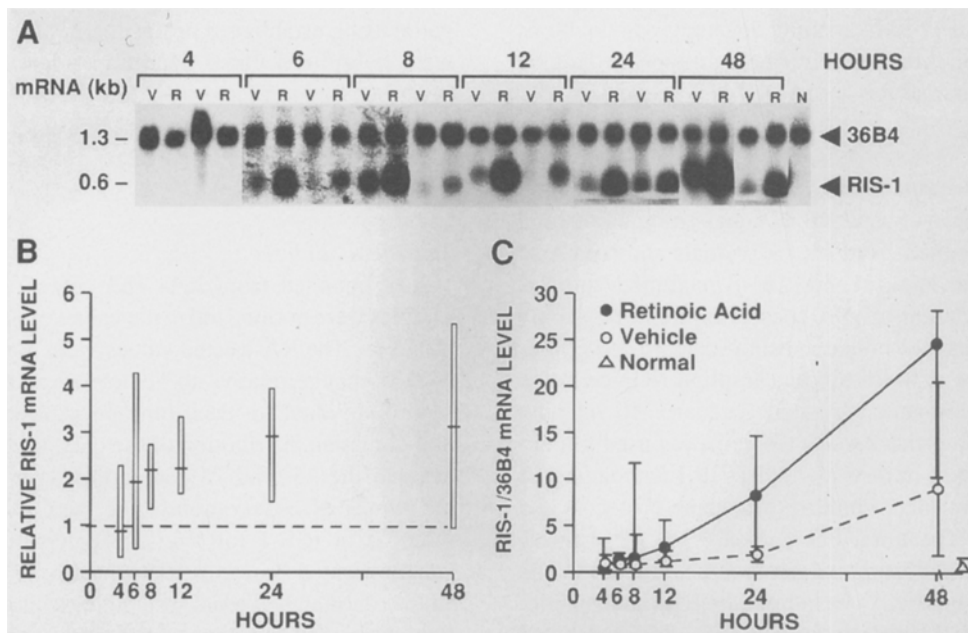 A
4 6 8 12 24 48 HOURS
mRNA (kb) V R V R V R V R V R V R V R V R V R V R V R V R N
1.3 – ◄ 36B4
0.6 – ◄ RIS-1
B
RELATIVE RIS-1 mRNA LEVEL
6
5
4
3
2
1
0
0 4 6 8 12 24 48
HOURS
C
RIS-1/36B4 mRNA LEVEL
30
25
20
15
10
5
0
● Retinoic Acid
○ Vehicle
△ Normal
0 4 6 8 12 24 48
HOURS